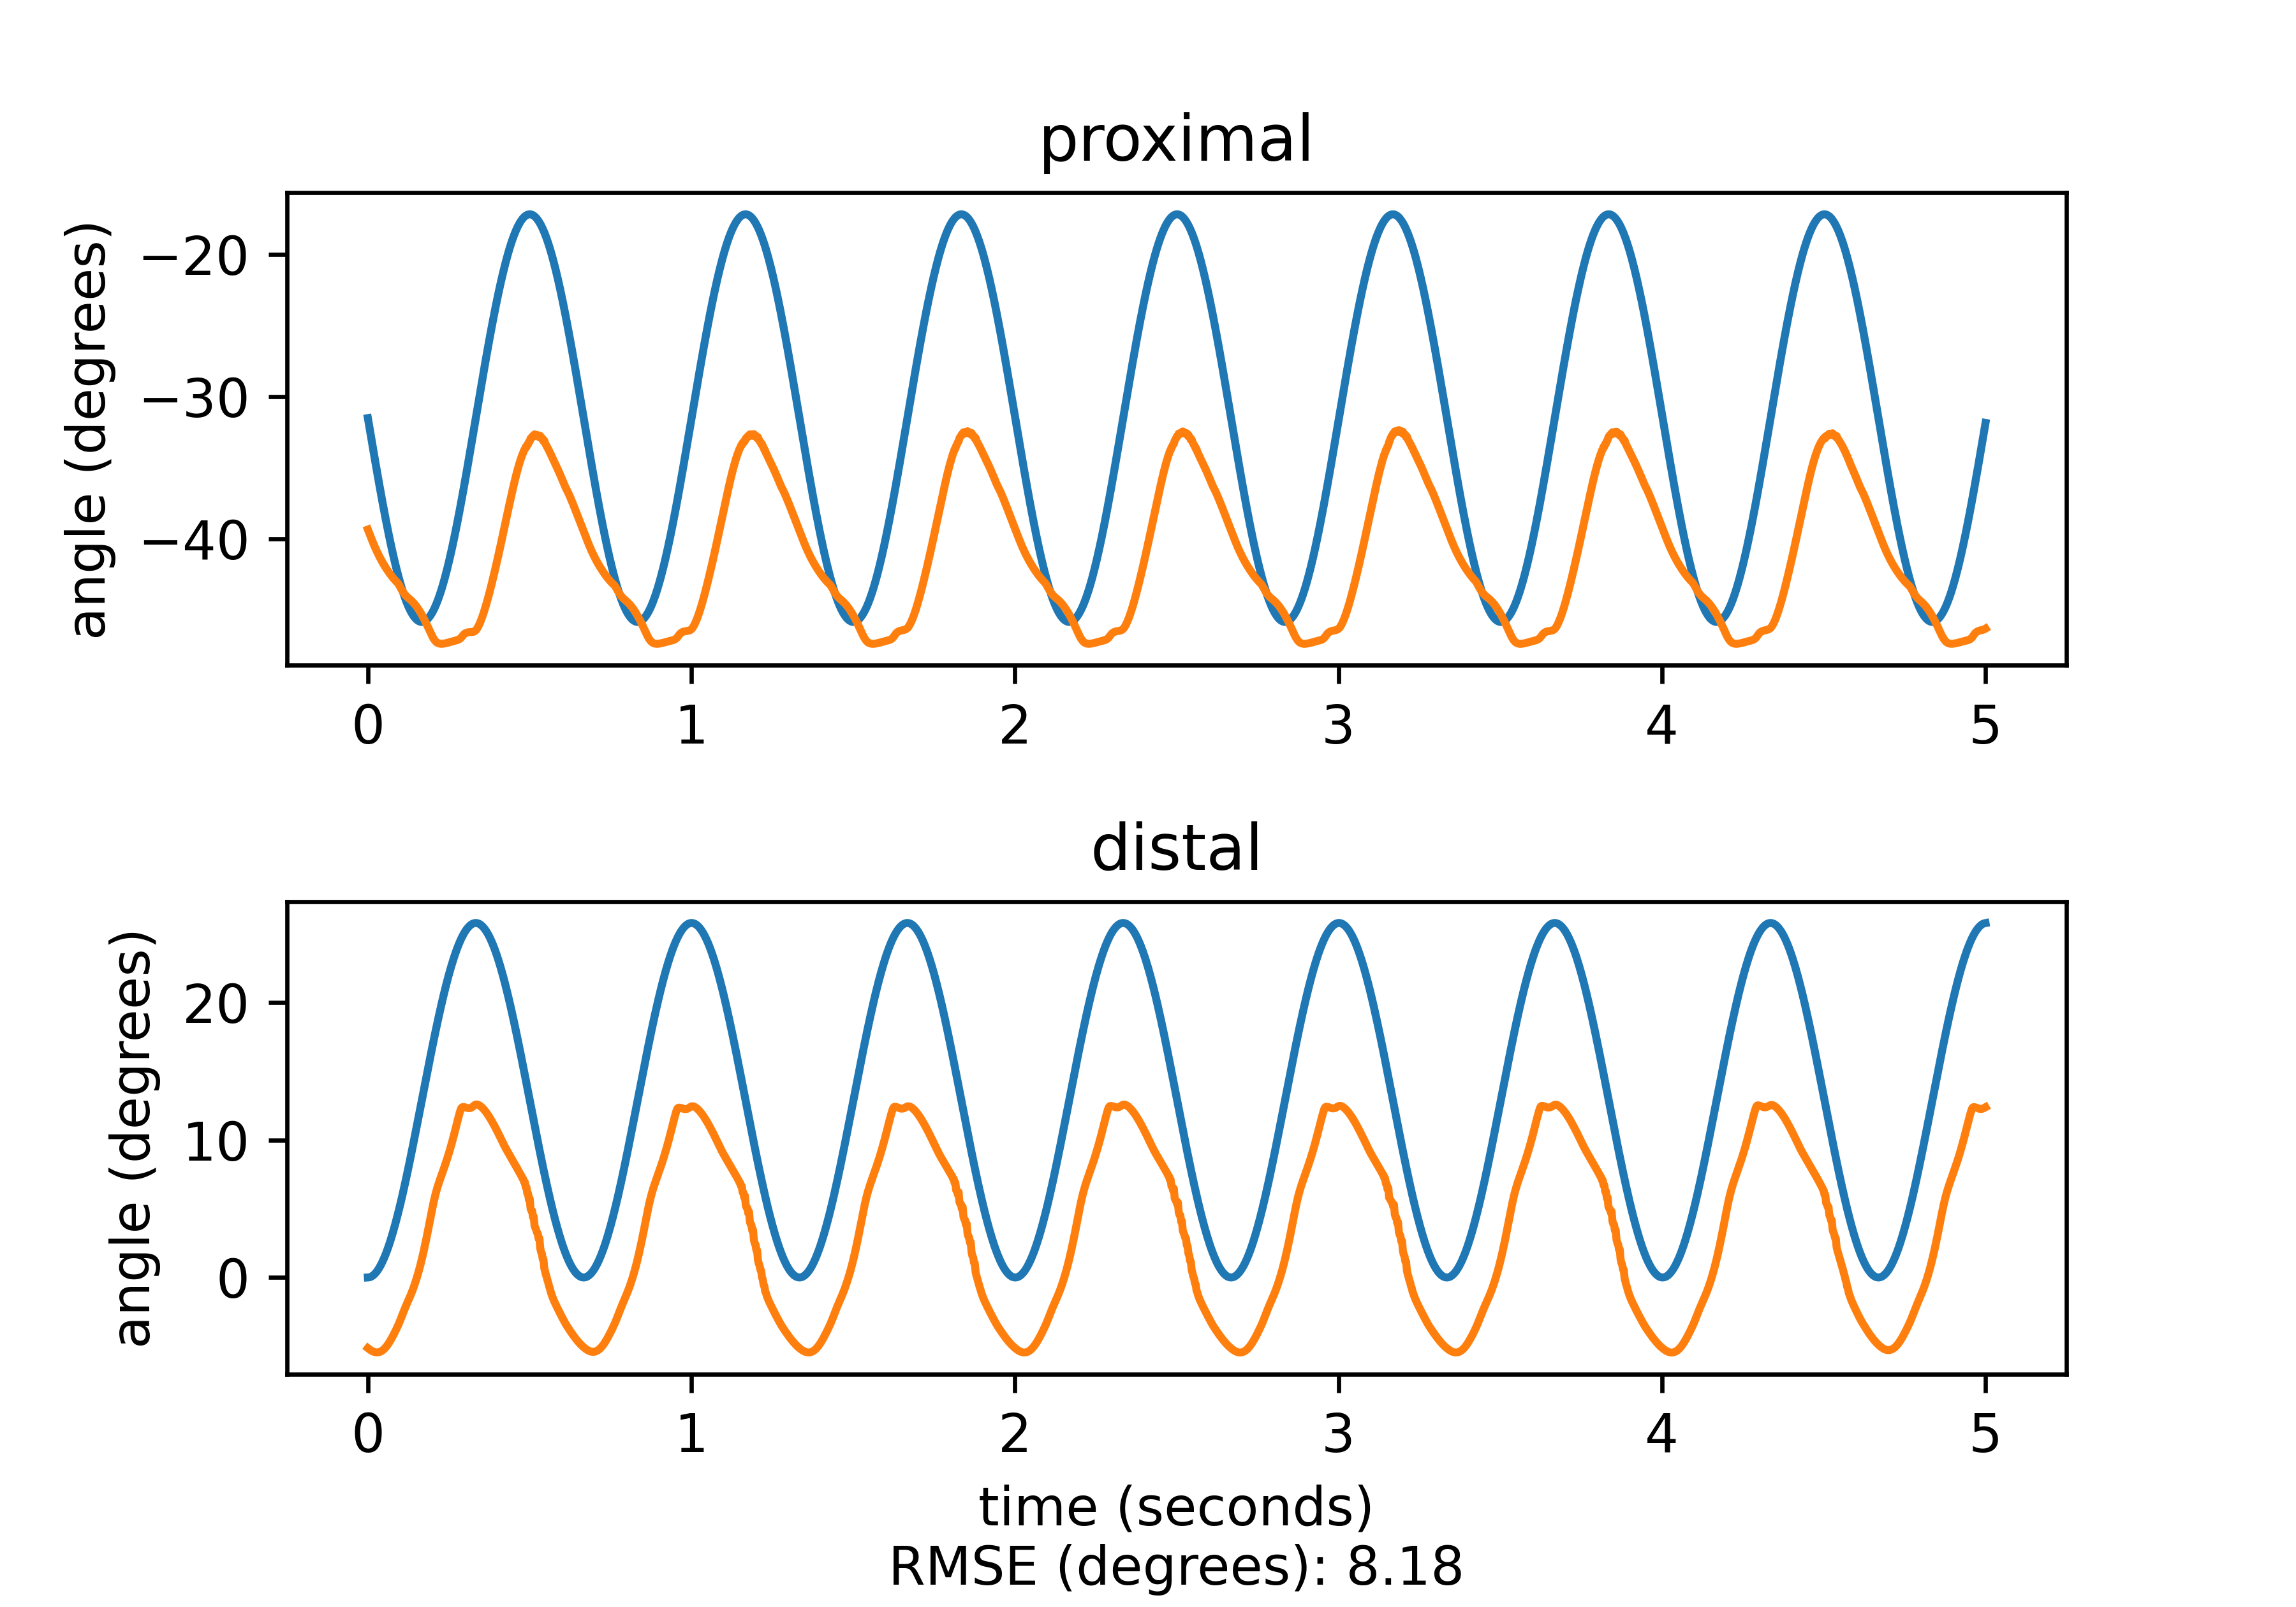 proximal
angle (degrees)
−20
−30
−40
0 1 2 3 4 5
distal
angle (degrees)
20
10
0
0 1 2 3 4 5
time (seconds)
RMSE (degrees): 8.18